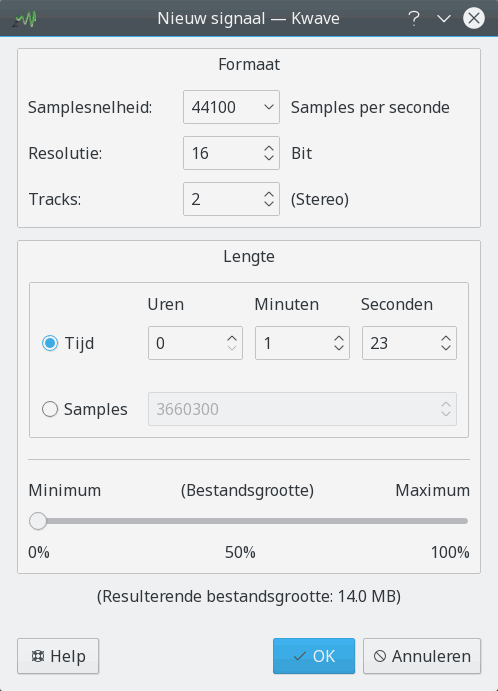 Nieuw signaal — Kwave
Formaat
Samplesnelheid: 44100 Samples per seconde
Resolutie: 16 Bit
Tracks: 2 (Stereo)
Lengte
Uren Minuten Seconden
Tijd 0 1 23
Samples 3660300
Minimum (Bestandsgrootte) Maximum
0% 50% 100%
(Resulterende bestandsgrootte: 14.0 MB)
Help OK Annuleren